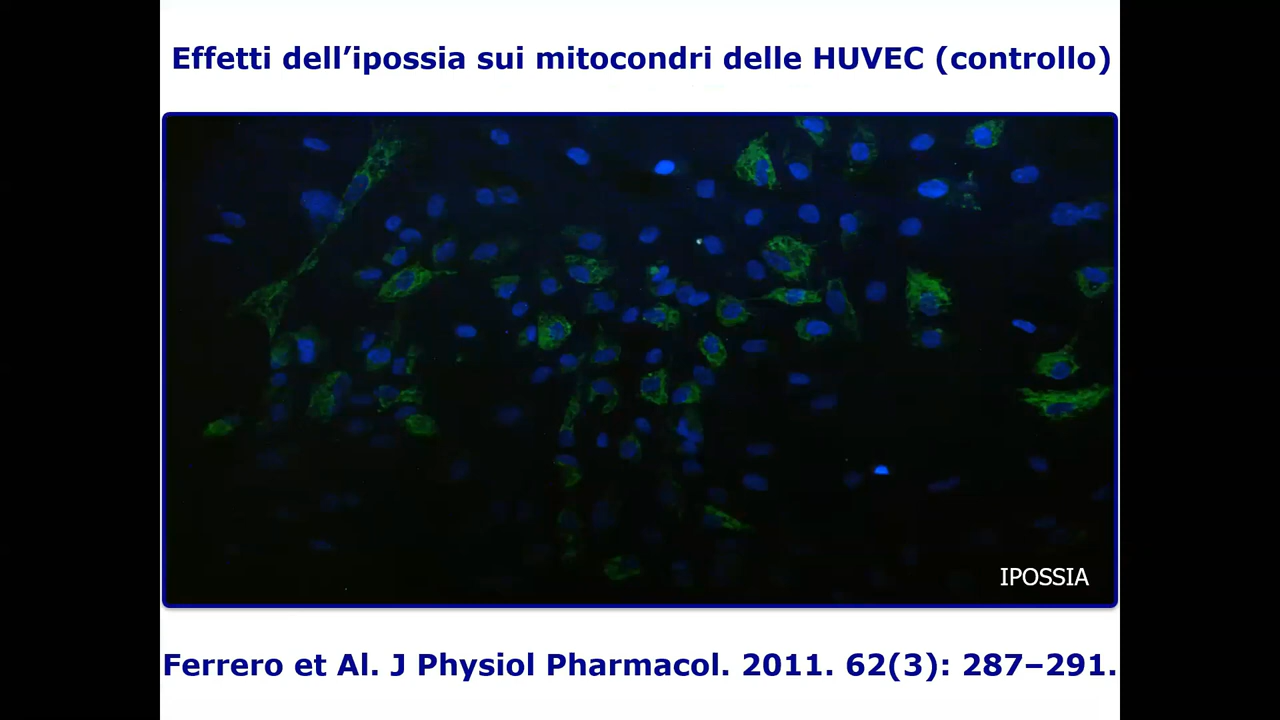 Effetti dell’ipossia sui mitocondri delle HUVEC (controllo)
IPOSSIA
Ferrero et Al. J Physiol Pharmacol. 2011. 62(3): 287–291.